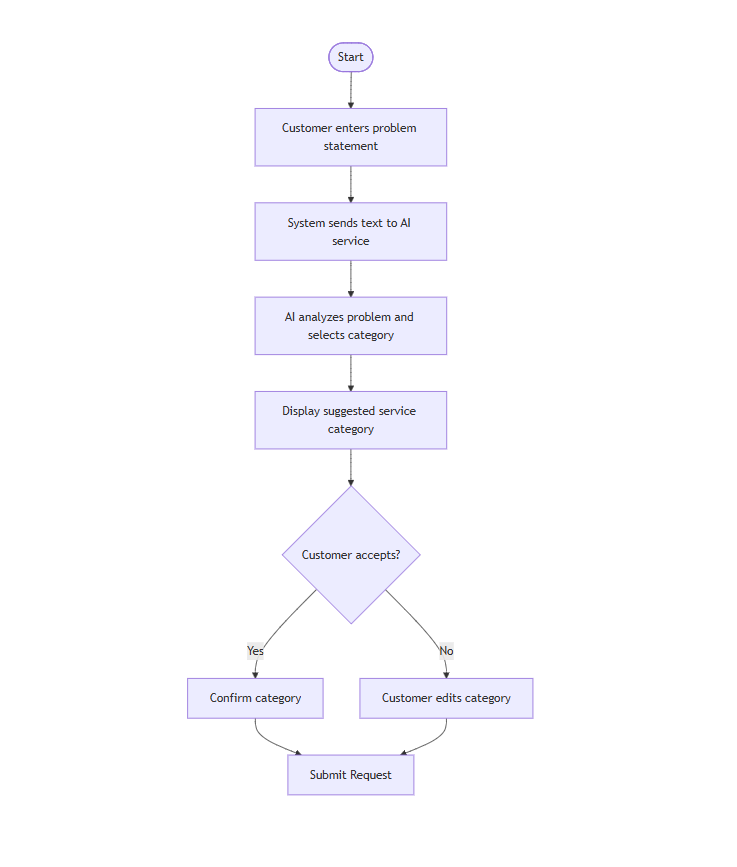 Start
Customer enters problem
statement
System sends text to AI
service
AI analyzes problem and
selects category
Display suggested service
category
Customer accepts?
Yes
No
Confirm category
Customer edits category
Submit Request